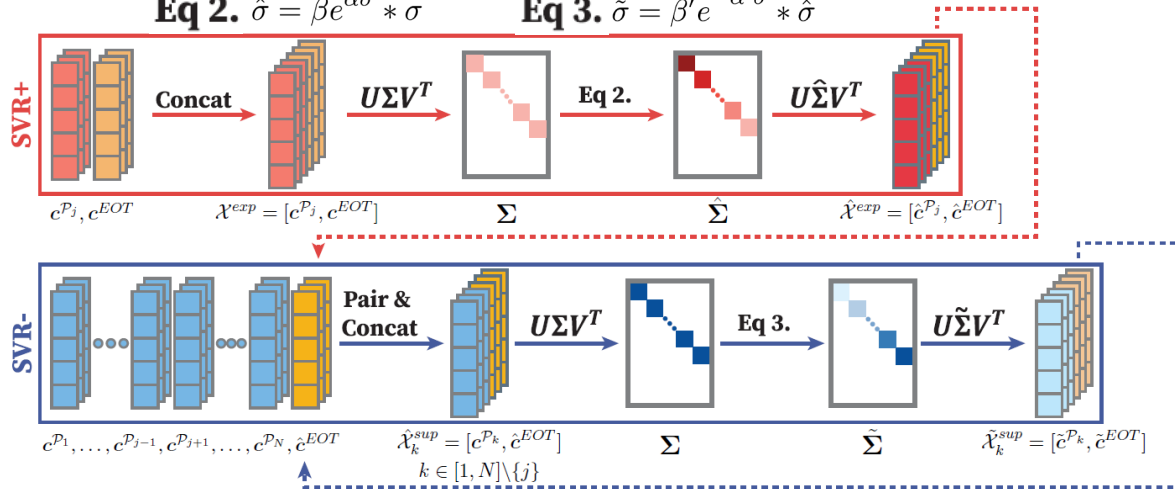 Eq 2. σ̂ = βe^{ασ} * σ
Eq 3. σ̃ = β′e^{-α′σ̂} * σ̂
SVR+
Concat
UΣV^T
Eq 2.
UΣ̂V^T
c^{P_j}, c^{EOT}
X^{exp} = [c^{P_j}, c^{EOT}]
Σ
Σ̂
X̂^{exp} = [ĉ^{P_j}, ĉ^{EOT}]
SVR-
Pair &
Concat
UΣV^T
Eq 3.
UΣ̃V^T
c^{P_1}, ..., c^{P_{j-1}}, c^{P_{j+1}}, ..., c^{P_N}, ĉ^{EOT}
X̂_k^{sup} = [c^{P_k}, ĉ^{EOT}]
k ∈ [1, N]\{j}
Σ
Σ̃
X̃_k^{sup} = [c̃^{P_k}, c̃^{EOT}]